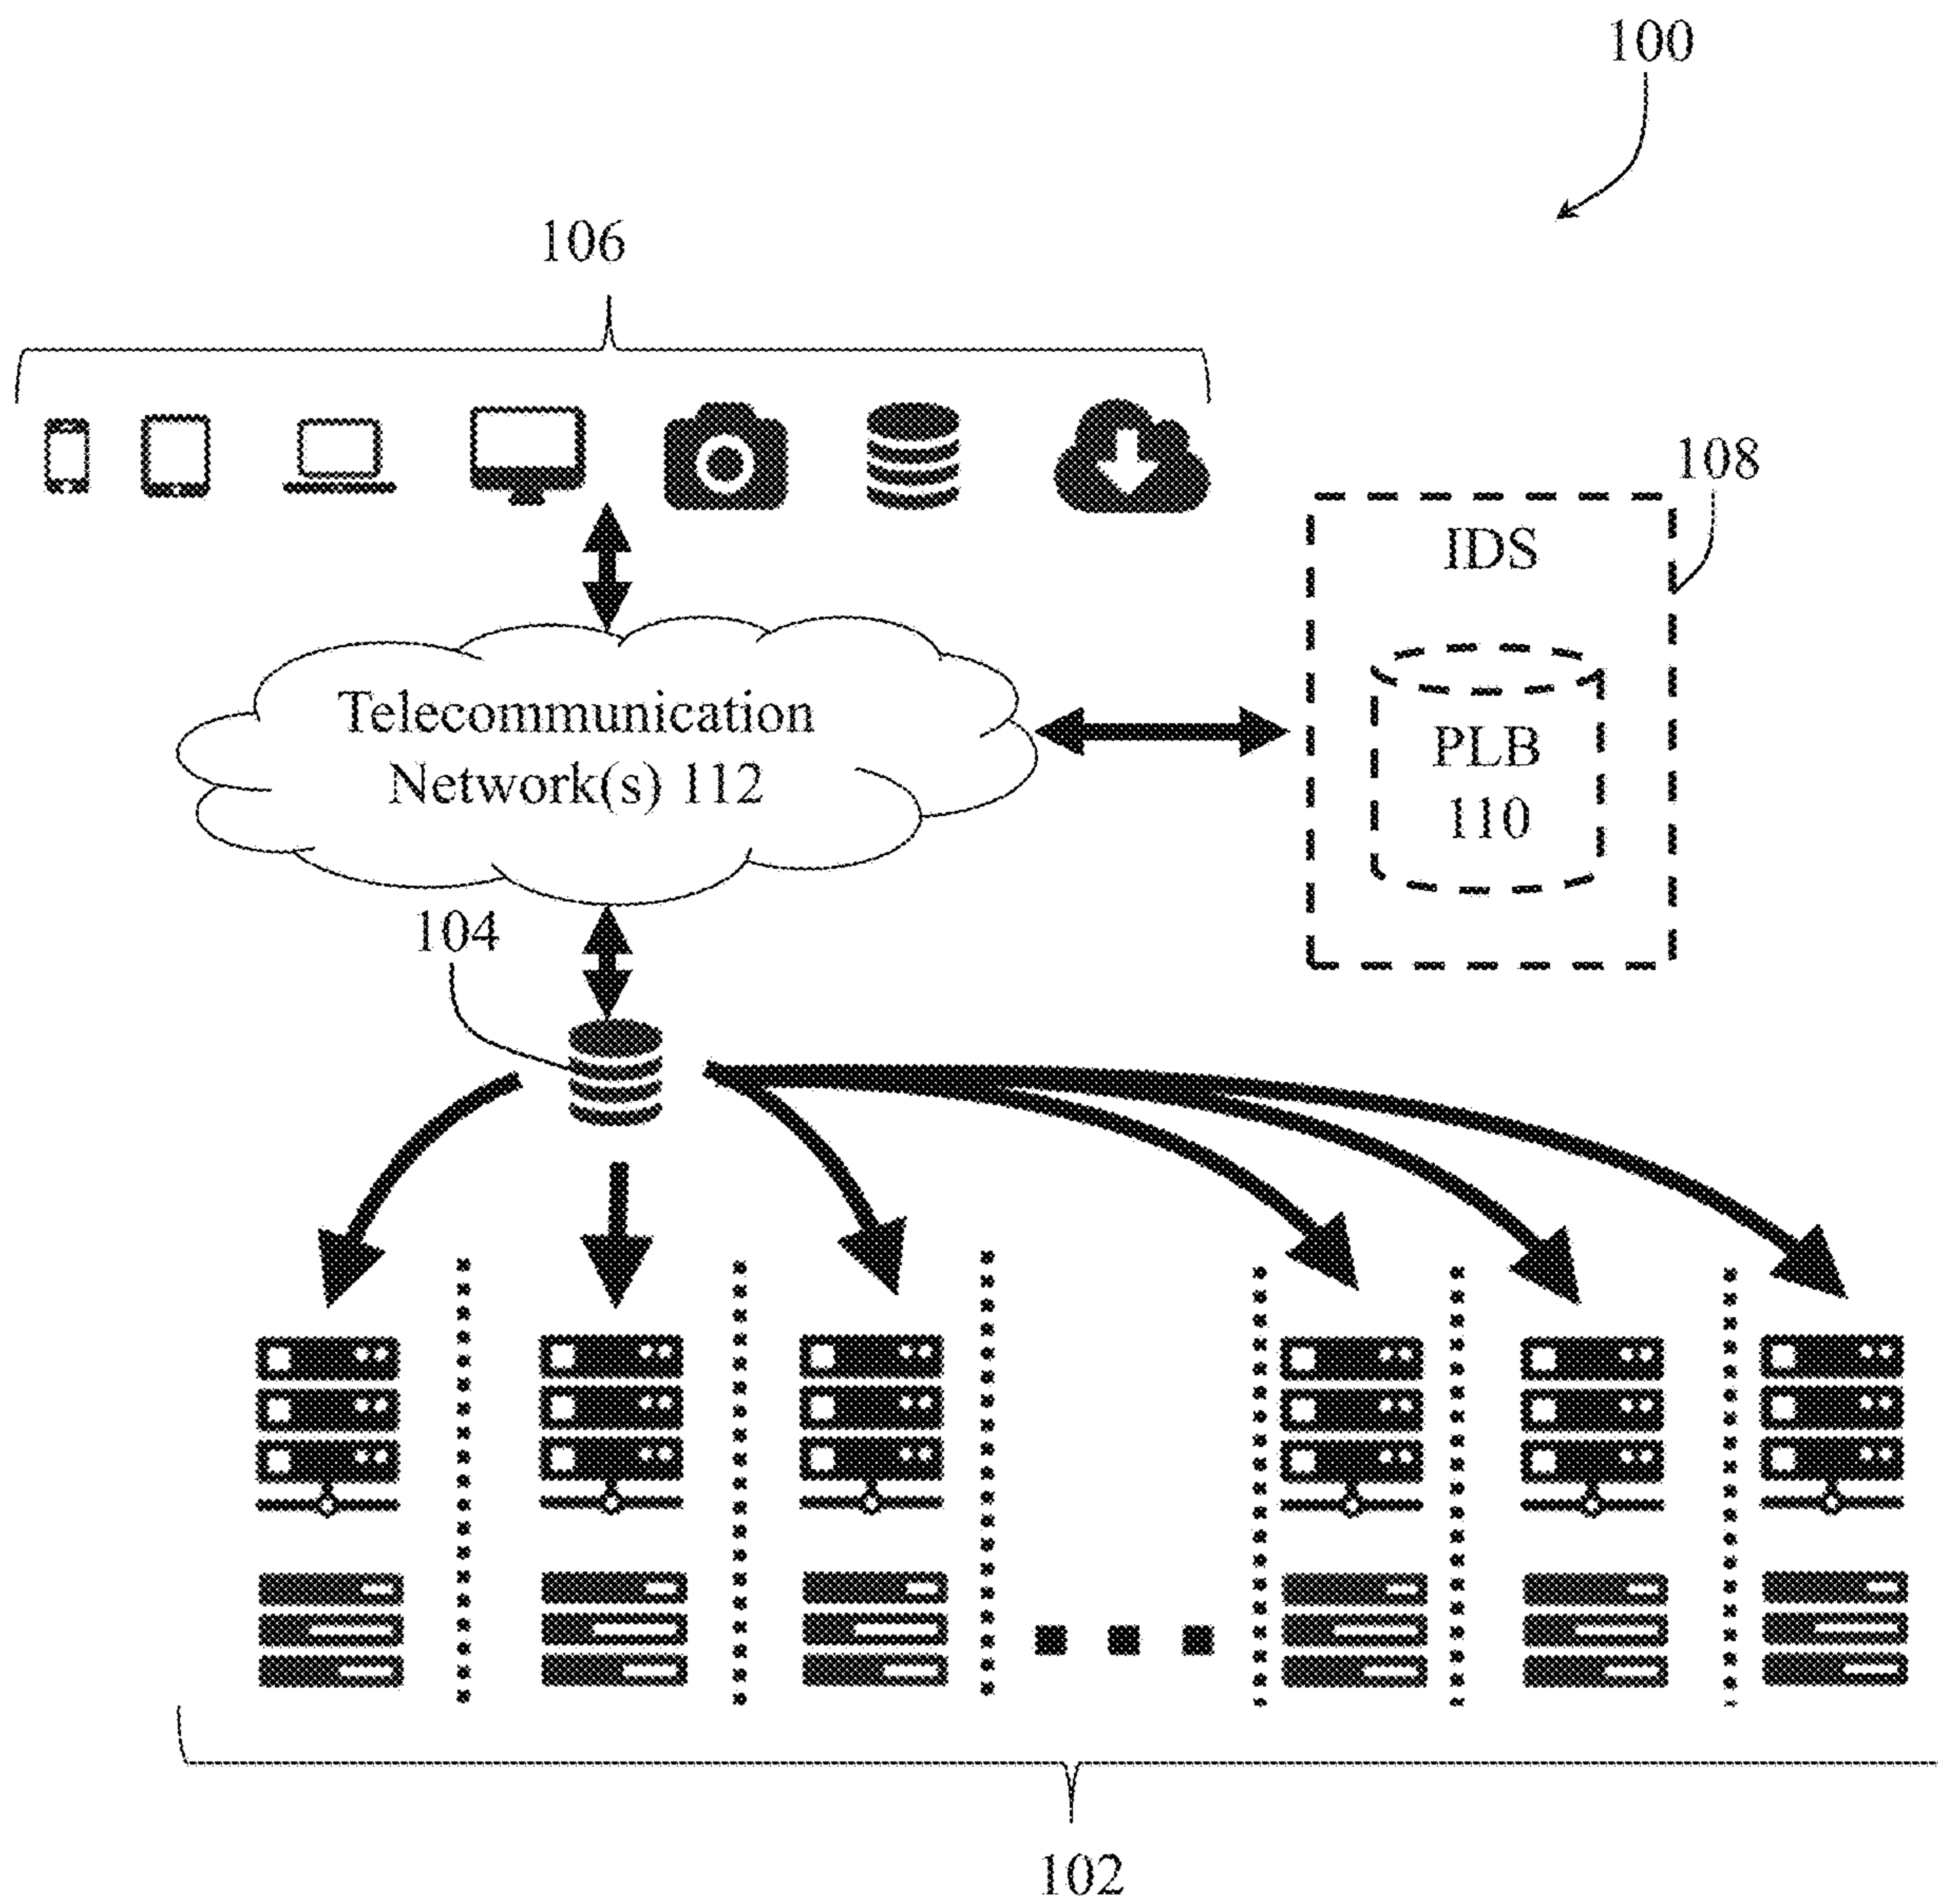 100
106
108
IDS
Telecommunication
Network(s) 112
PLB
110
104
102